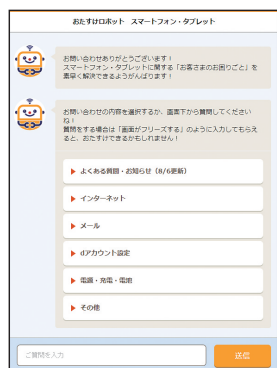 おたすけロボット　スマートフォン・タブレット
お問い合わせありがとうございます！
スマートフォン・タブレットに関する「お客さまのお困りごと」を
素早く解決できるようがんばります！
お問い合わせの内容を選択するか、画面下から質問してください
ね！
質問をする場合は「画面がフリーズする」のように入力してもらえ
ると、おたすけできるかもしれません！
よくある質問・お知らせ（8/6更新）
インターネット
メール
dアカウント設定
電源・充電・電池
その他
ご質問を入力
送信